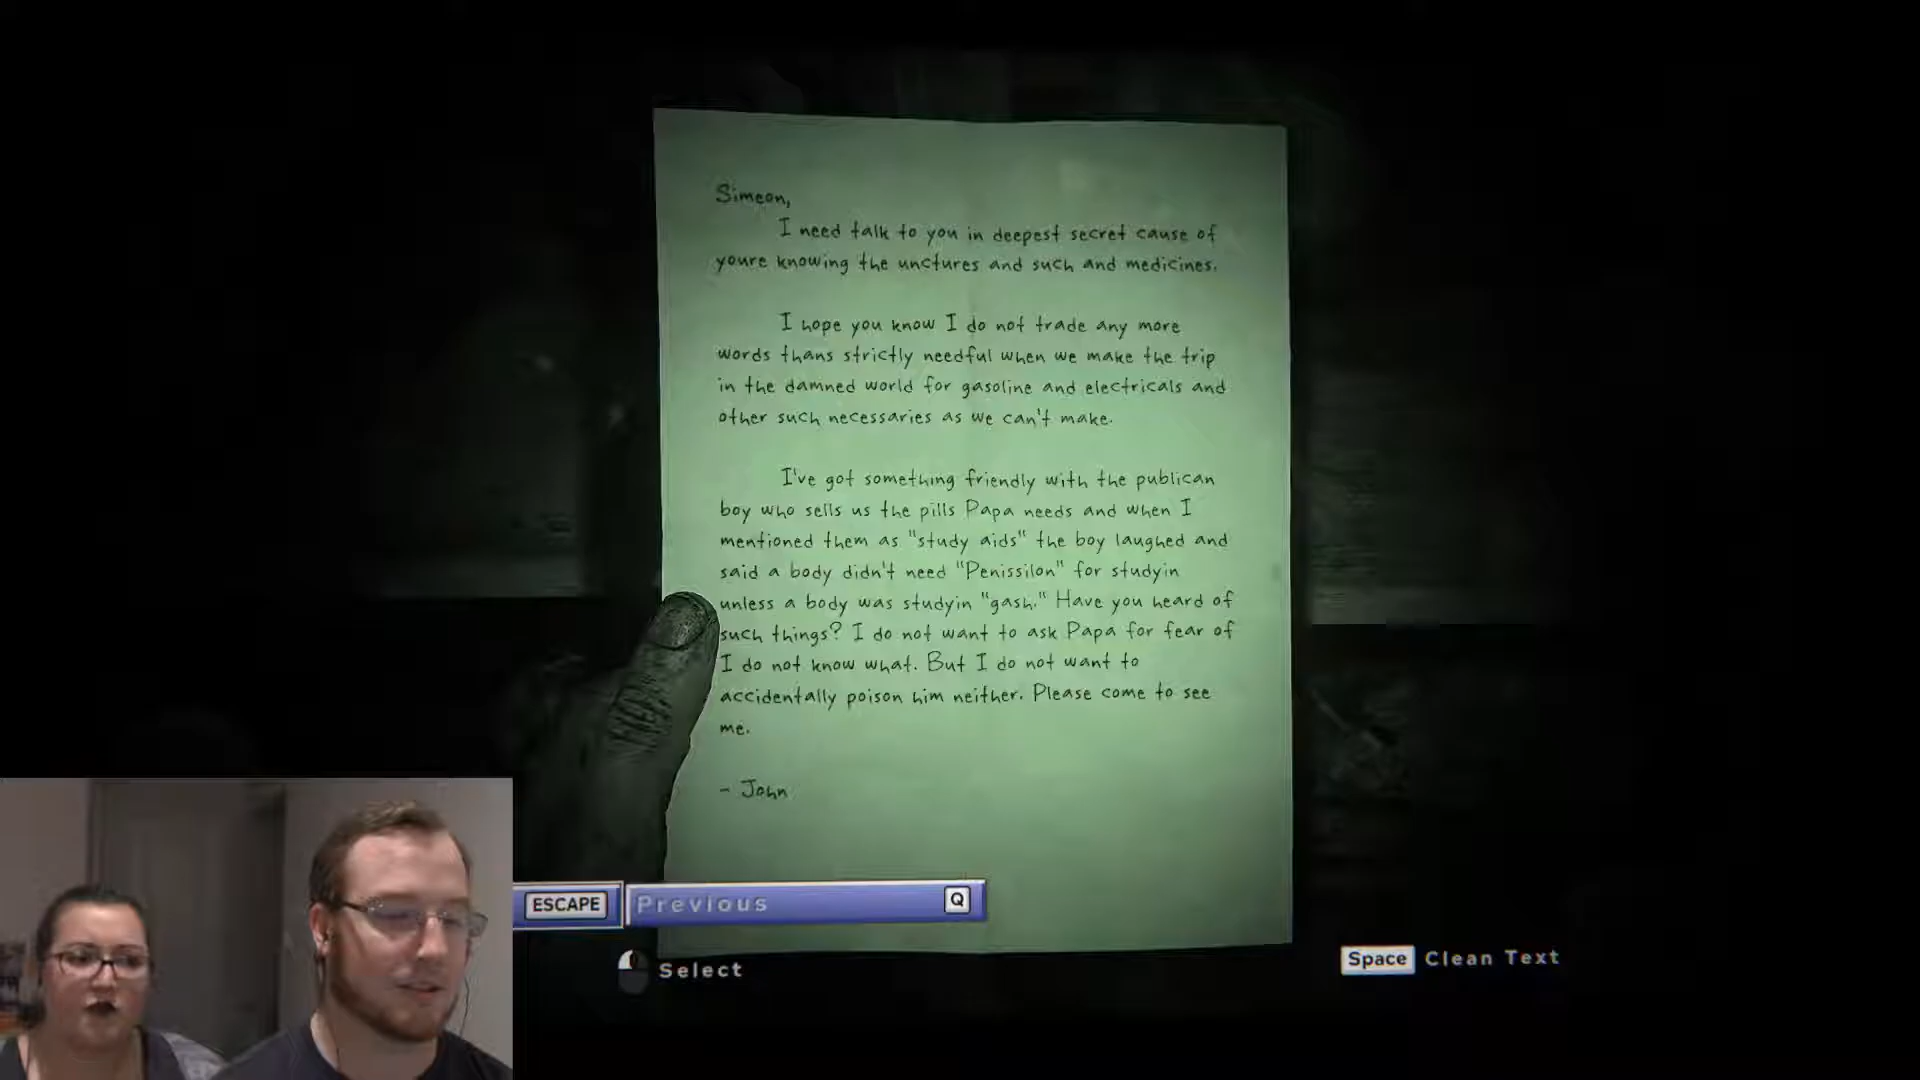 Simeon,
I need talk to you in deepest secret cause of
youre knowing the unctures and such and medicines.
I hope you know I do not trade any more
words thans strictly needful when we make the trip
in the damned world for gasoline and electricals and
other such necessaries as we can't make.
I've got something friendly with the publican
boy who sells us the pills Papa needs and when I
mentioned them as "study aids" the boy laughed and
said a body didn't need "Penissilon" for studyin
unless a body was studyin "gash." Have you heard of
such things? I do not want to ask Papa for fear of
I do not know what. But I do not want to
accidentally poison him neither. Please come to see
me.
- John
ESCAPE Previous Q
Select
Space Clean Text